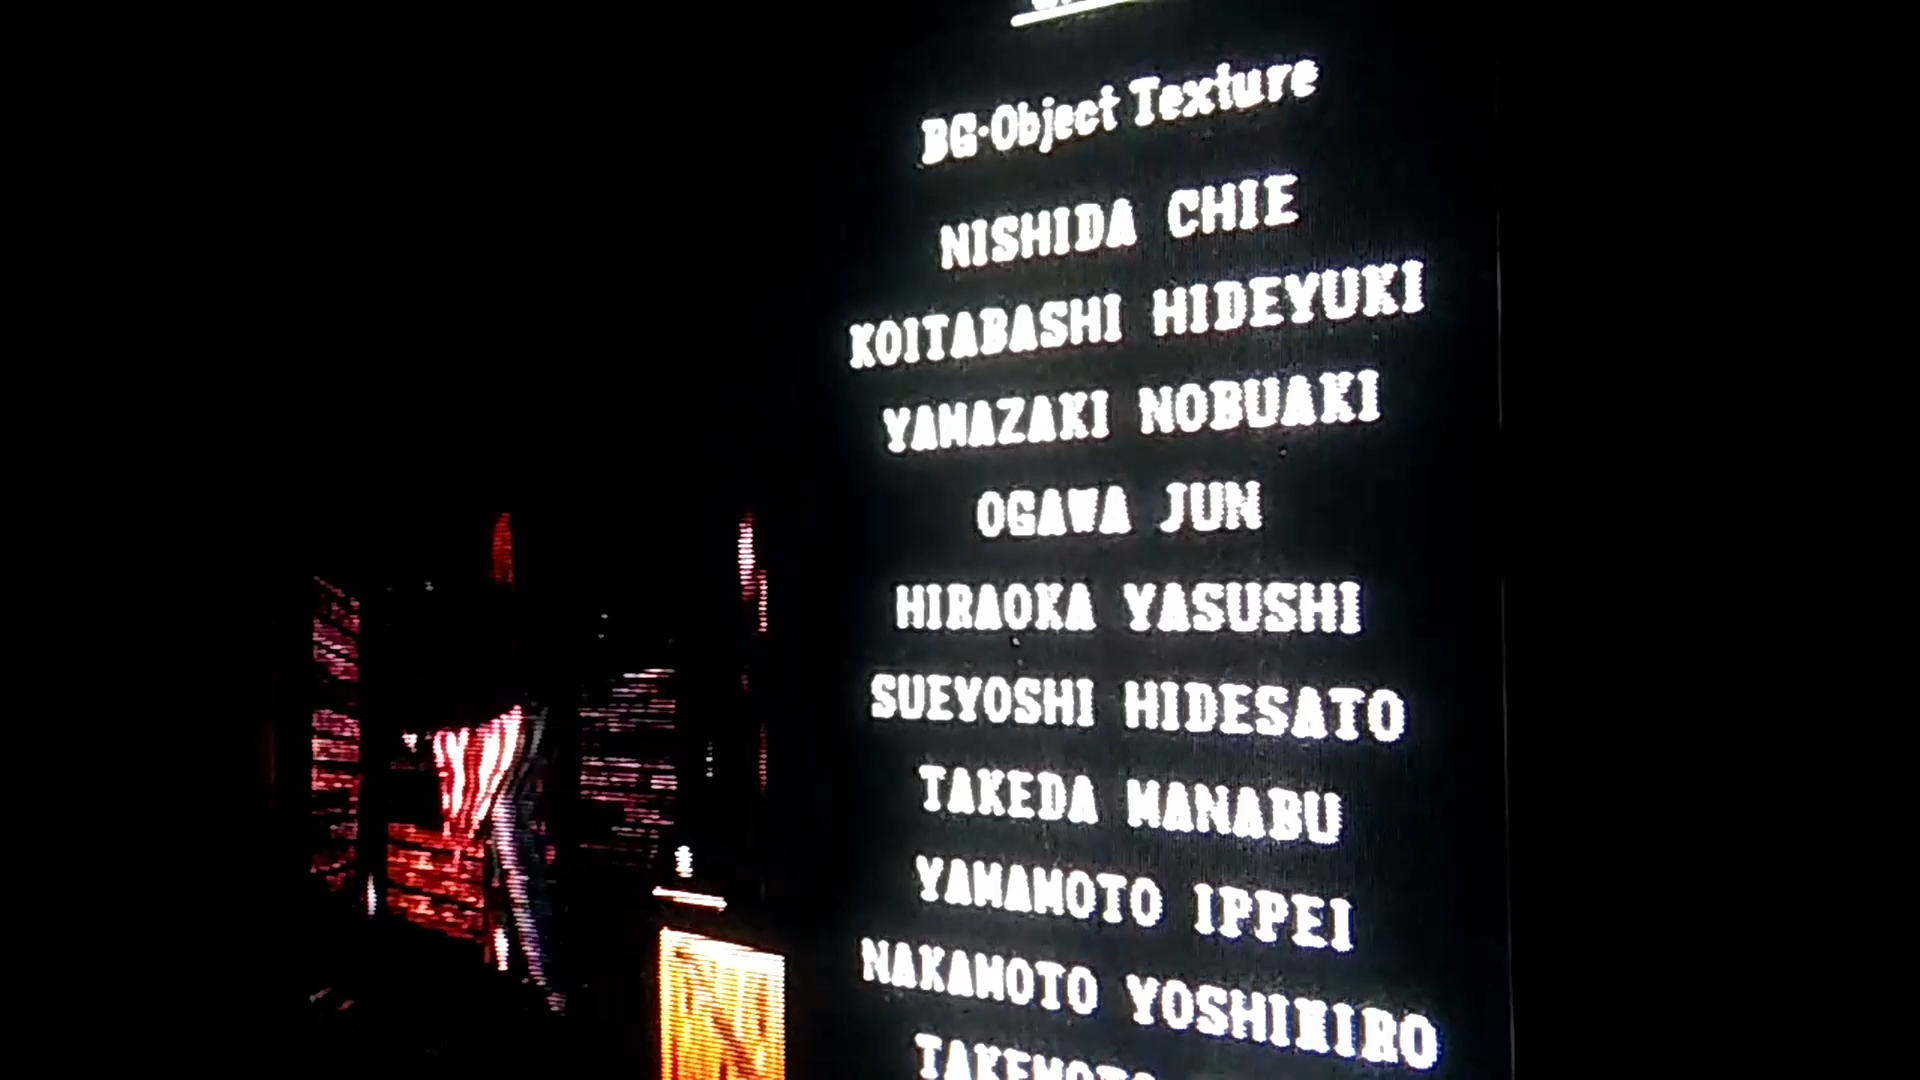 BG·Object Texture
NISHIDA CHIE
KOITABASHI HIDEYUKI
YAMAZAKI NOBUAKI
OGAWA JUN
HIRAOKA YASUSHI
SUEYOSHI HIDESATO
TAKEDA MANABU
YAMAMOTO IPPEI
NAKAMOTO YOSHIHIRO
TAKEMOTO